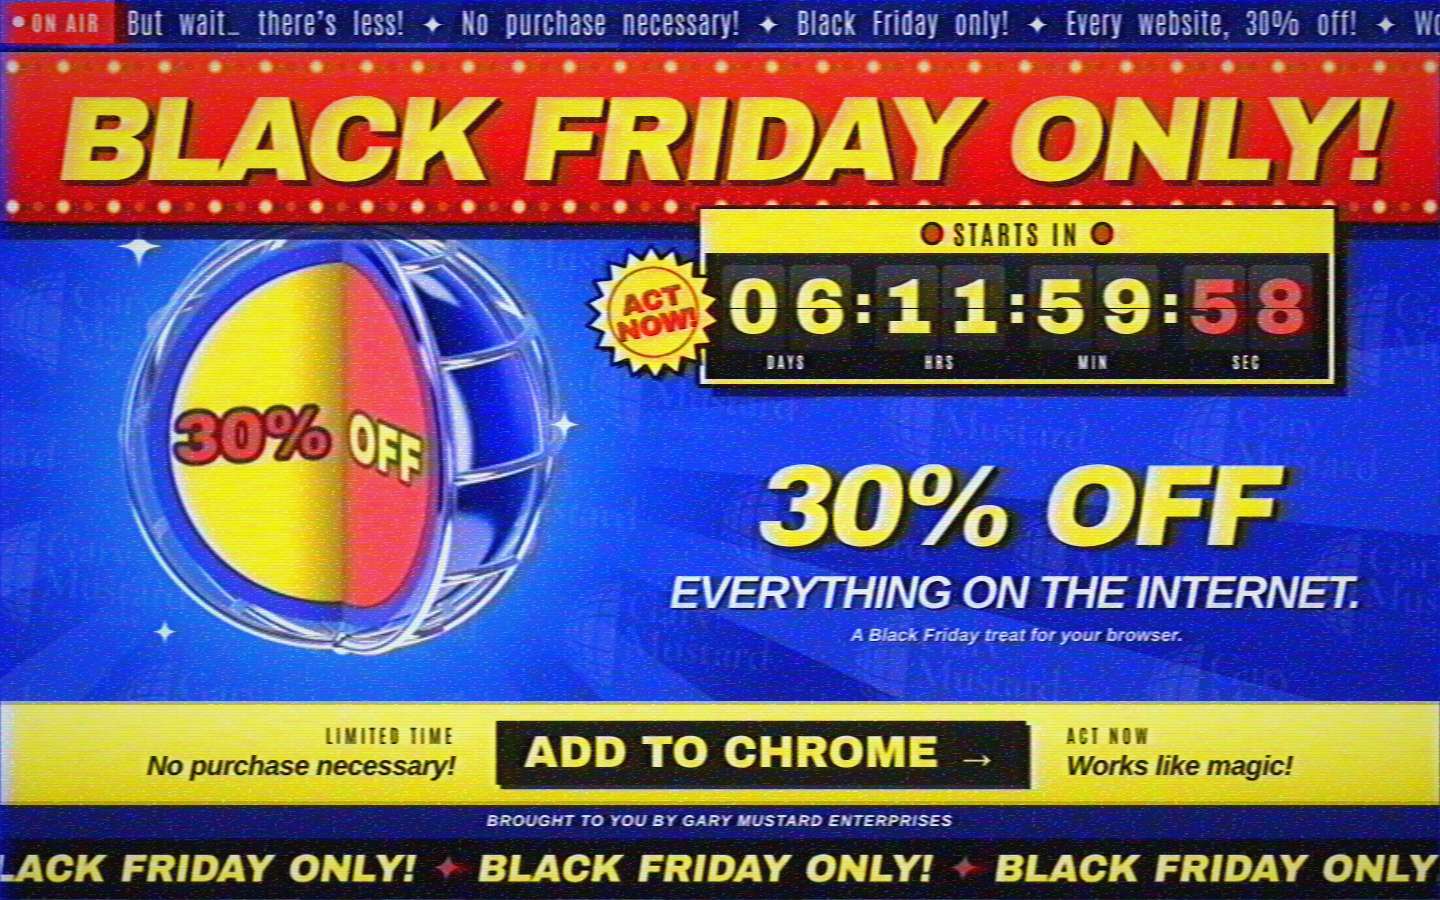 ON AIR But wait… there's less! ✦ No purchase necessary! ✦ Black Friday only! ✦ Every website, 30% off! ✦
BLACK FRIDAY ONLY!
STARTS IN
ACT
NOW!
06:11:59:58
DAYS HRS MIN SEC
30% OFF
30% OFF
EVERYTHING ON THE INTERNET.
A Black Friday treat for your browser.
LIMITED TIME
No purchase necessary!
ADD TO CHROME →
ACT NOW
Works like magic!
BROUGHT TO YOU BY GARY MUSTARD ENTERPRISES
LACK FRIDAY ONLY! ✦ BLACK FRIDAY ONLY! ✦ BLACK FRIDAY ONLY
Gary
Mustard